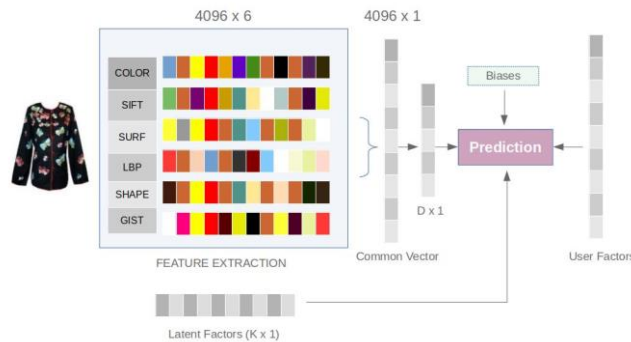 4096 x 6
4096 x 1
COLOR
SIFT
SURF
LBP
SHAPE
GIST
Biases
Prediction
D x 1
FEATURE EXTRACTION
Common Vector
User Factors
Latent Factors (K x 1)